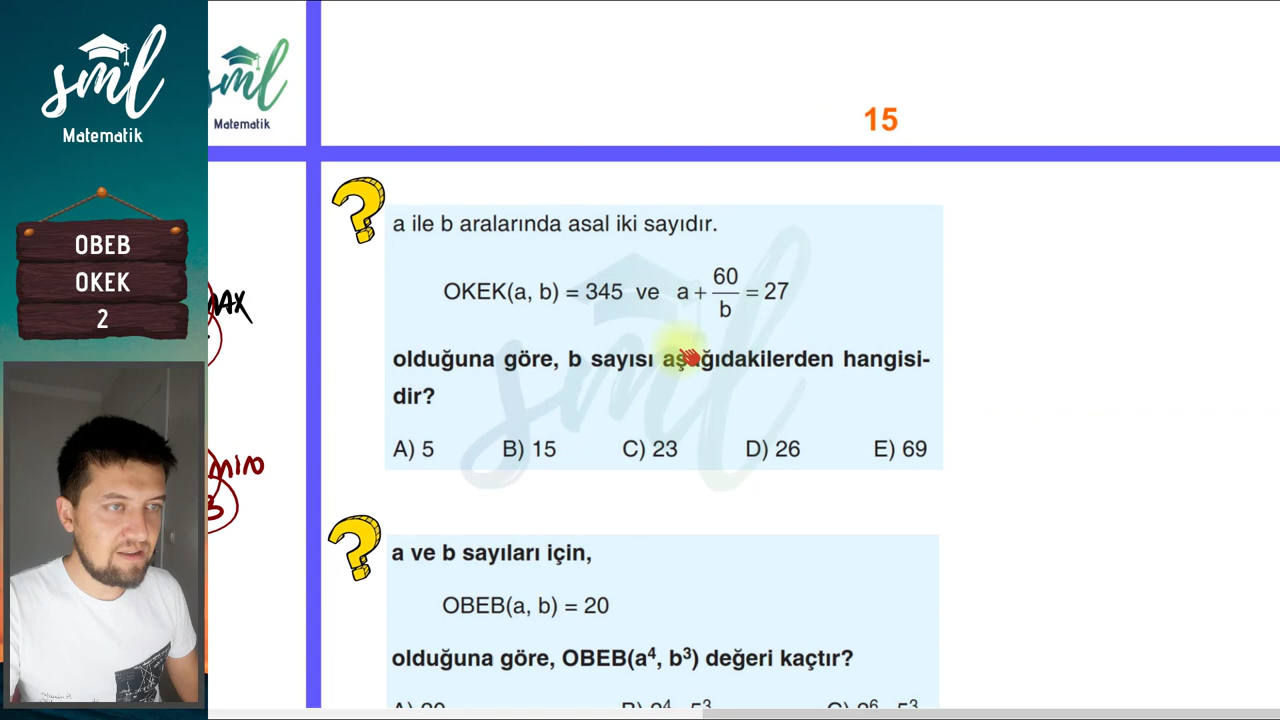 sml
Matematik
OBEB
OKEK
2
sml
Matematik
15
MAX
MIN
a ile b aralarında asal iki sayıdır.
OKEK(a, b) = 345 ve a + 60/b = 27
olduğuna göre, b sayısı aşağıdakilerden hangisi-
dir?
A) 5 B) 15 C) 23 D) 26 E) 69
a ve b sayıları için,
OBEB(a, b) = 20
olduğuna göre, OBEB(a⁴, b³) değeri kaçtır?